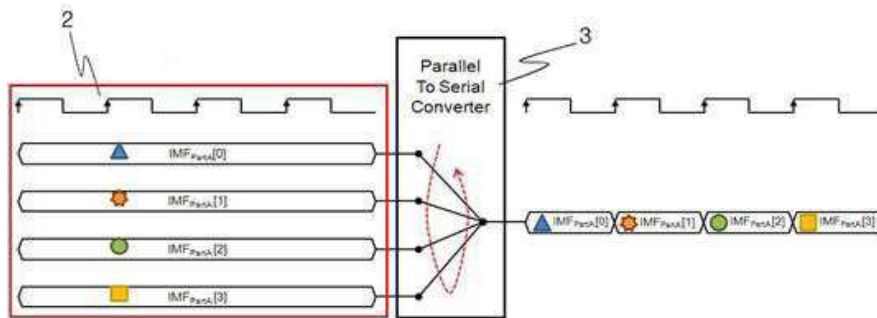 2
3
Parallel
To Serial
Converter
IMFPartA[0]
IMFPartA[1]
IMFPartA[2]
IMFPartA[3]
IMFPartA[0] IMFPartA[1] IMFPartA[2] IMFPartA[3]